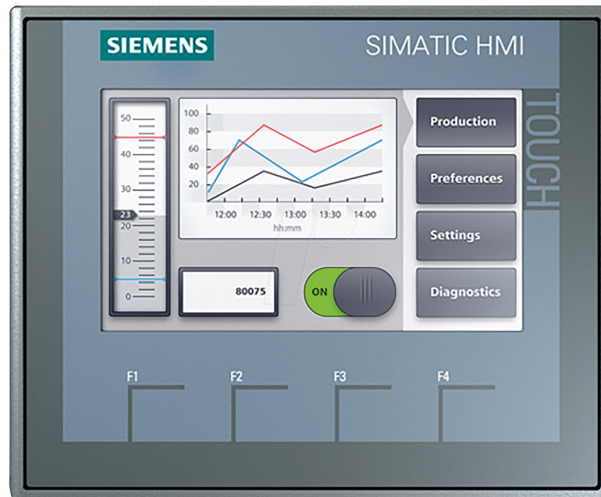 SIEMENS
SIMATIC HMI
TOUCH
50
40
30
23
20
10
0
100
80
60
40
20
12:00 12:30 13:00 13:30 14:00
hh:mm
80075
ON
Production
Preferences
Settings
Diagnostics
F1 F2 F3 F4